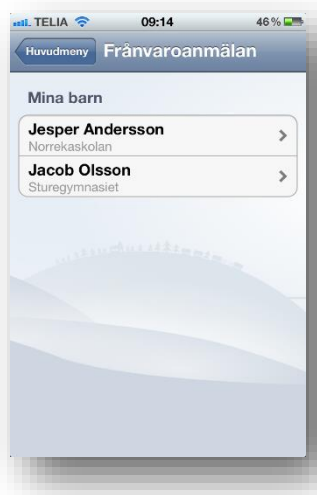 TELIA 09:14 46 %
Huvudmeny Frånvaroanmälan
Mina barn
Jesper Andersson
Norrekaskolan
Jacob Olsson
Sturegymnasiet